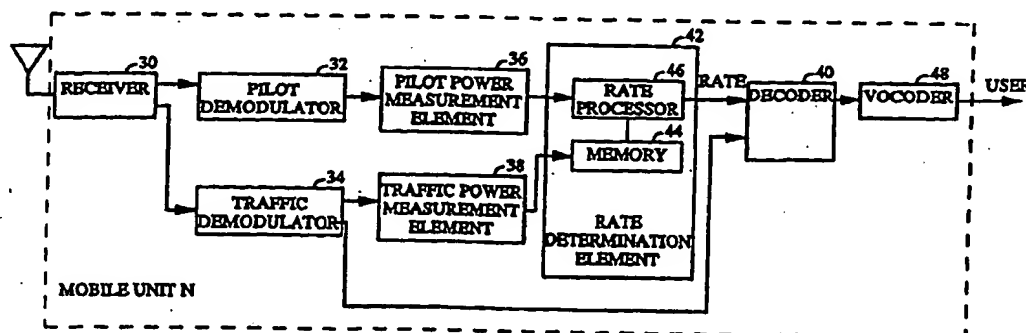 42
30
RECEIVER
32
PILOT
DEMODULATOR
36
PILOT POWER
MEASUREMENT
ELEMENT
46
RATE
PROCESSOR
RATE
40
DECODER
48
VOCODER
USER
44
MEMORY
34
TRAFFIC
DEMODULATOR
38
TRAFFIC POWER
MEASUREMENT
ELEMENT
RATE
DETERMINATION
ELEMENT
MOBILE UNIT N